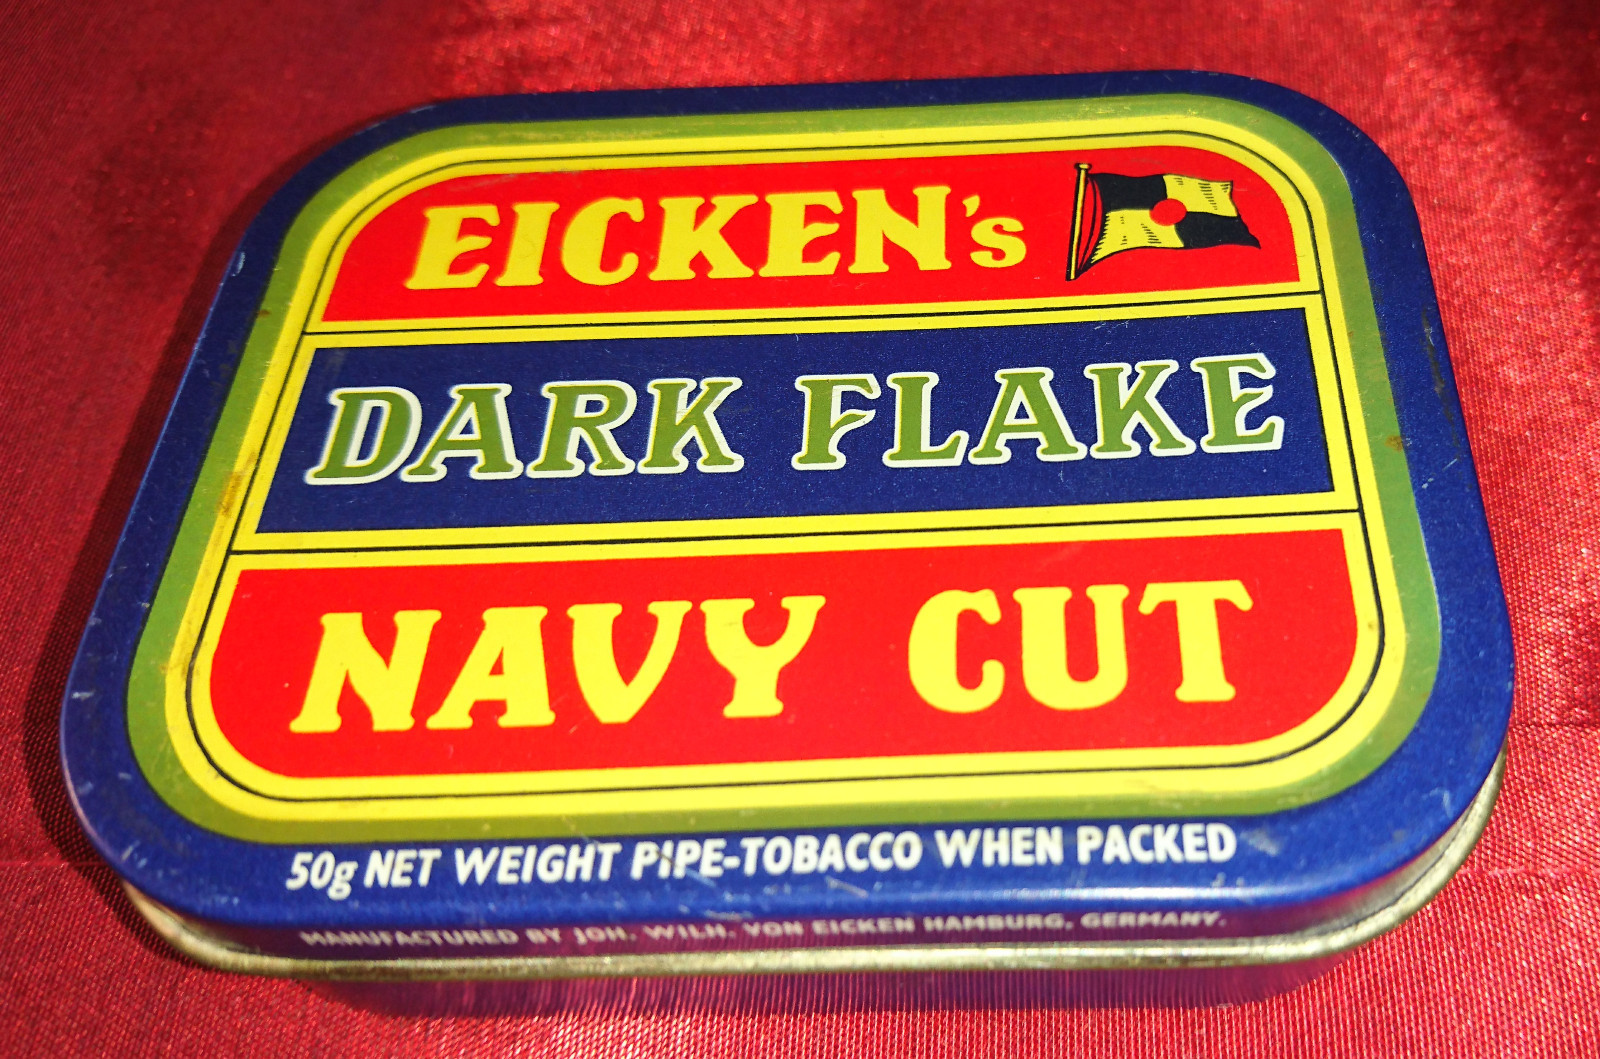 EICKEN's
DARK FLAKE
NAVY CUT
50g NET WEIGHT PIPE-TOBACCO WHEN PACKED
MANUFACTURED BY JOH. WILH. VON EICKEN HAMBURG, GERMANY.